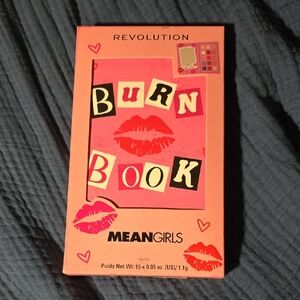 REVOLUTION
BURN
BOOK
MEANGIRLS
Poids Net Wt: 15 x 0.03 oz. (US)/ 1.1g